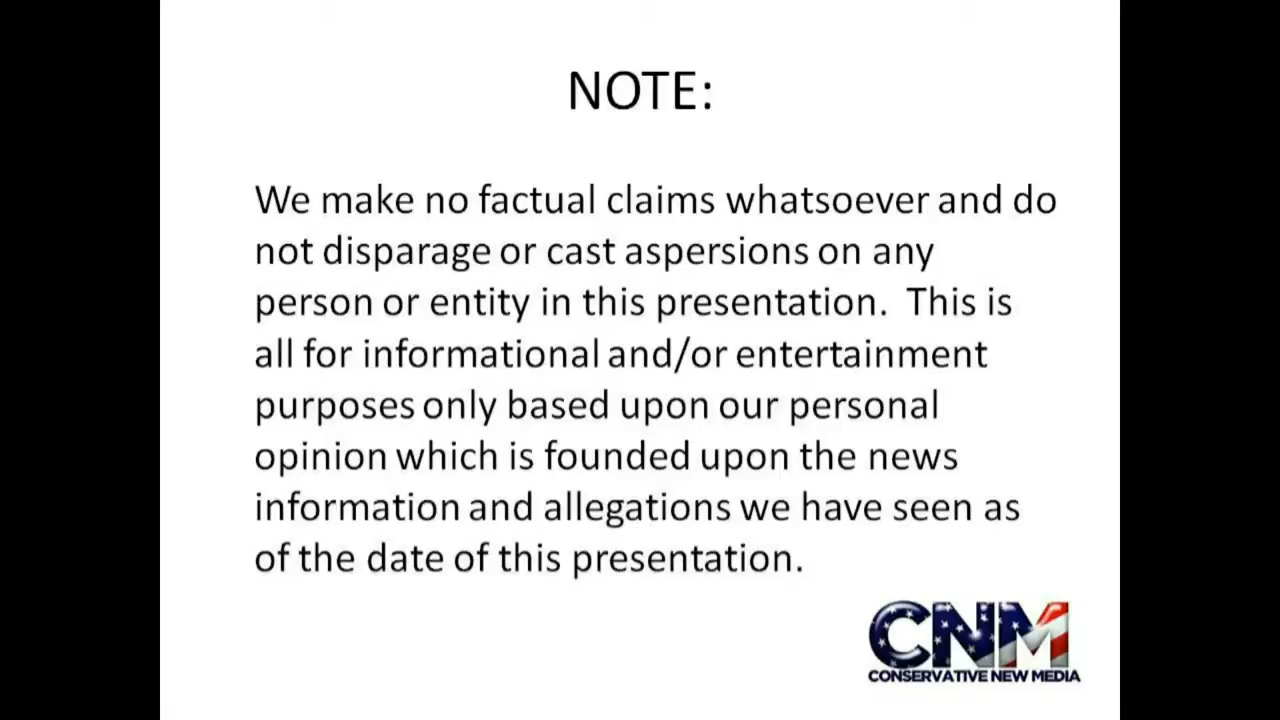 NOTE:
We make no factual claims whatsoever and do
not disparage or cast aspersions on any
person or entity in this presentation.  This is
all for informational and/or entertainment
purposes only based upon our personal
opinion which is founded upon the news
information and allegations we have seen as
of the date of this presentation.
CNM
CONSERVATIVE NEW MEDIA